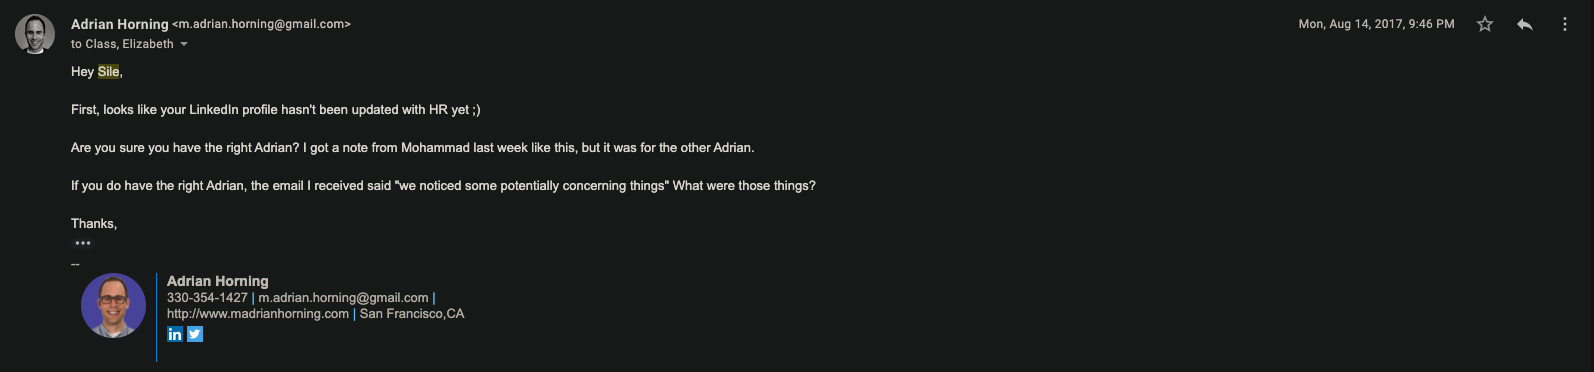 Adrian Horning <m.adrian.horning@gmail.com>
Mon, Aug 14, 2017, 9:46 PM
to Class, Elizabeth
Hey Sile,
First, looks like your LinkedIn profile hasn't been updated with HR yet ;)
Are you sure you have the right Adrian? I got a note from Mohammad last week like this, but it was for the other Adrian.
If you do have the right Adrian, the email I received said "we noticed some potentially concerning things" What were those things?
Thanks,
•••
--
Adrian Horning
330-354-1427 | m.adrian.horning@gmail.com |
http://www.madrianhorning.com | San Francisco,CA
in